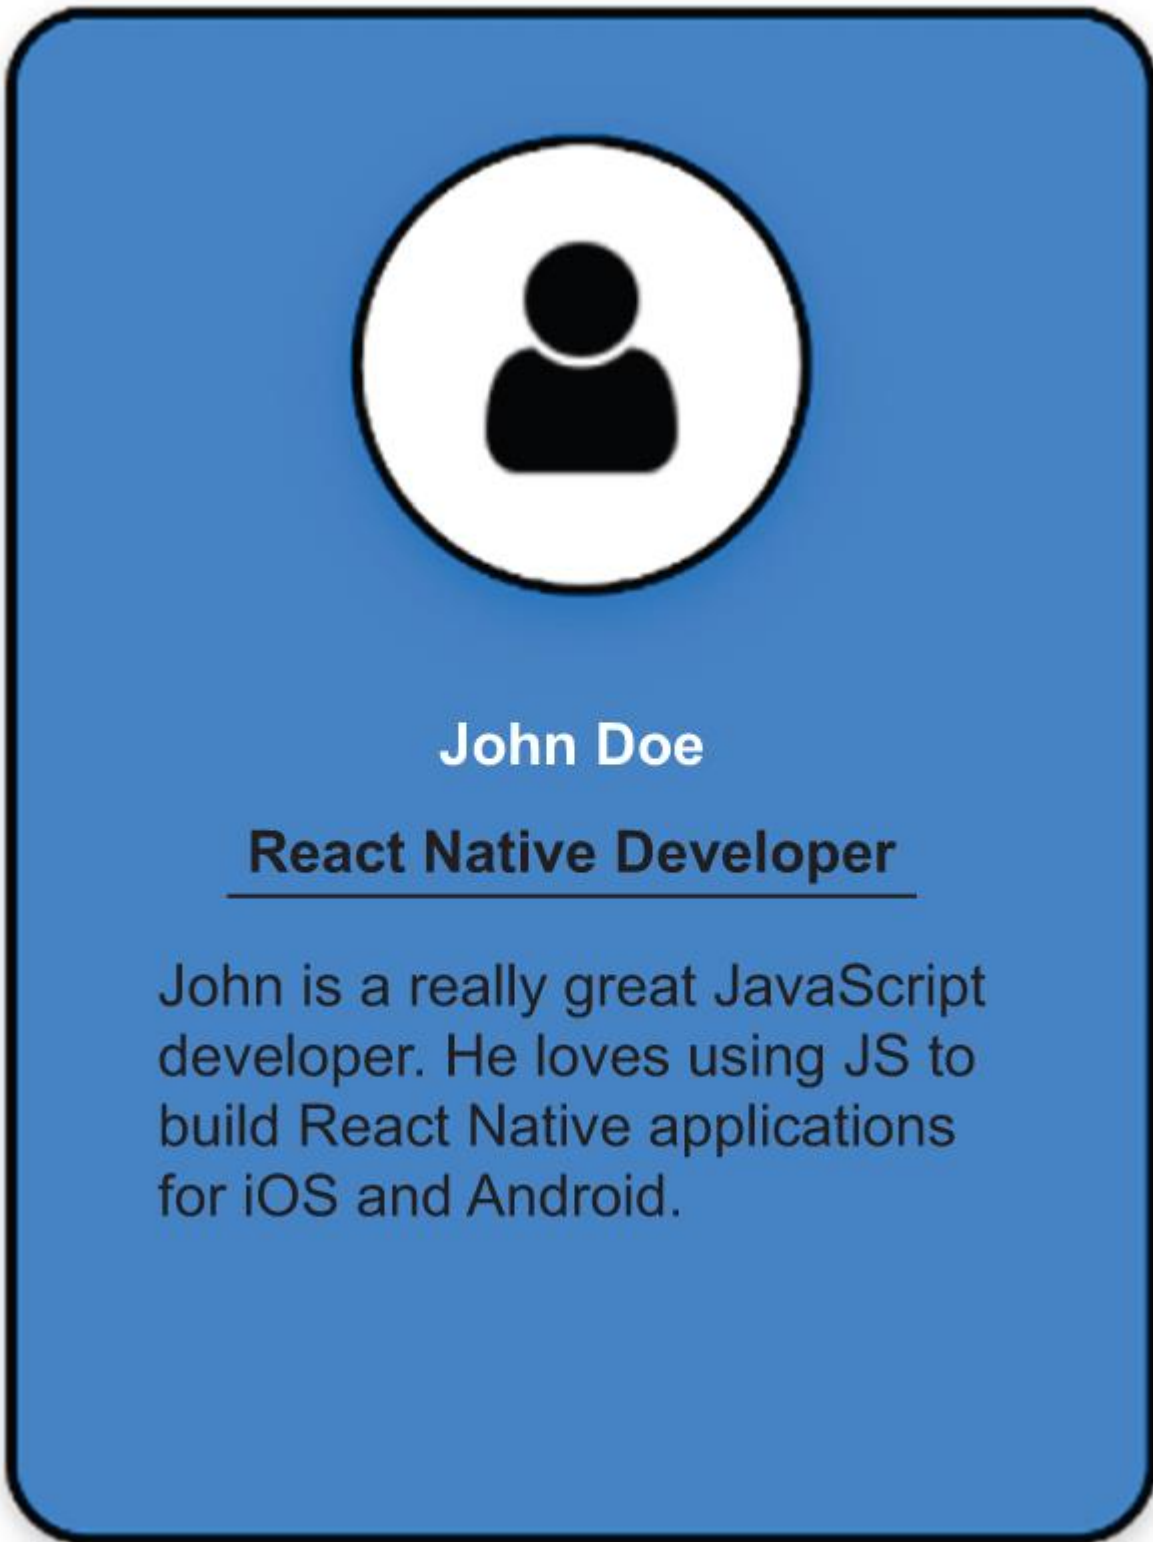 John Doe
React Native Developer
John is a really great JavaScript
developer. He loves using JS to
build React Native applications
for iOS and Android.